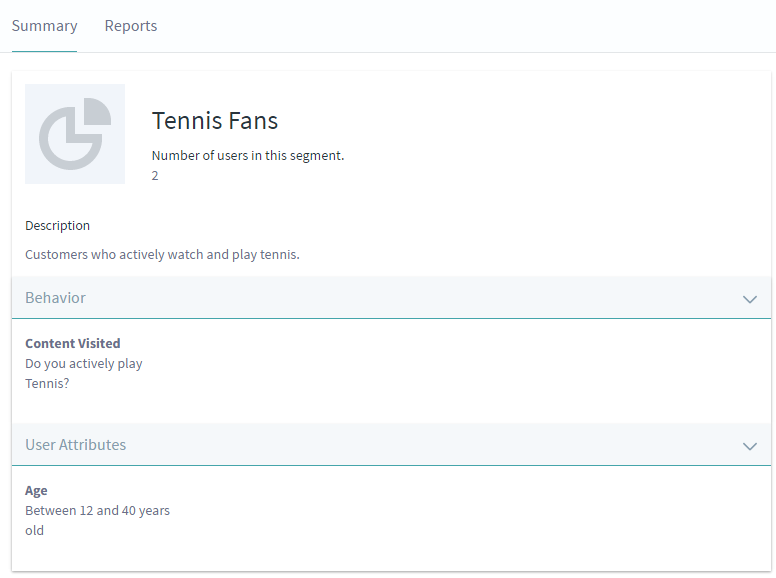 Summary Reports
Tennis Fans
Number of users in this segment.
2
Description
Customers who actively watch and play tennis.
Behavior
Content Visited
Do you actively play
Tennis?
User Attributes
Age
Between 12 and 40 years
old